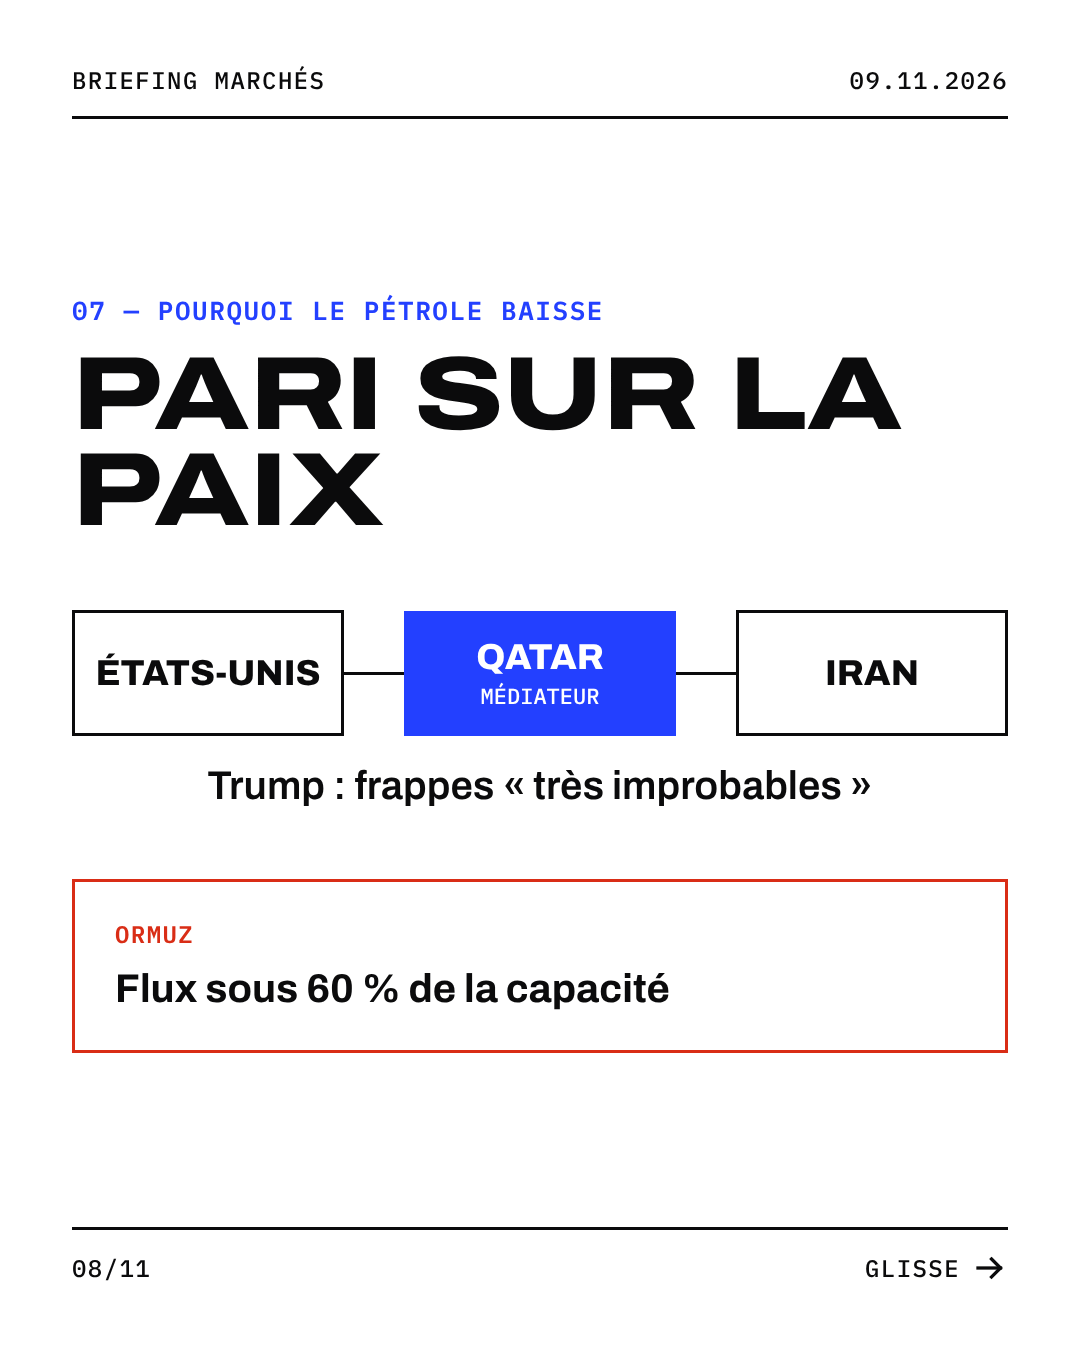 BRIEFING MARCHÉS
09.11.2026
07 — POURQUOI LE PÉTROLE BAISSE
PARI SUR LA
PAIX
ÉTATS-UNIS
QATAR
MÉDIATEUR
IRAN
Trump : frappes « très improbables »
ORMUZ
Flux sous 60 % de la capacité
08/11
GLISSE →